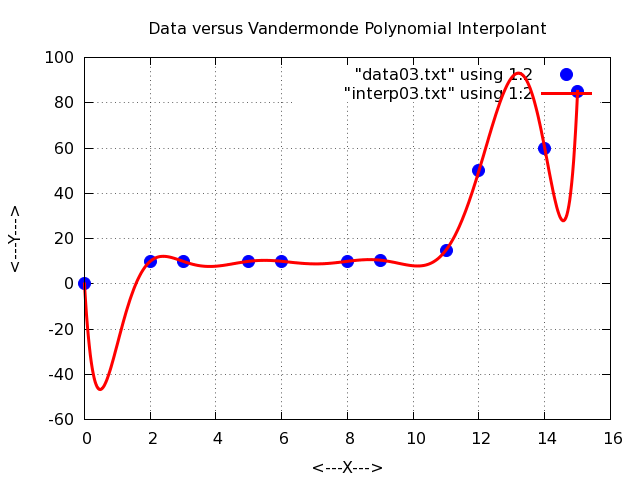 Data versus Vandermonde Polynomial Interpolant
100
80
60
40
20
0
-20
-40
-60
<---Y--->
"data03.txt" using 1:2
"interp03.txt" using 1:2
0 2 4 6 8 10 12 14 16
<---X--->